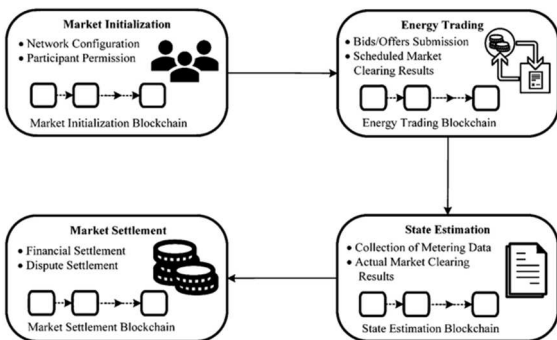 Market Initialization
• Network Configuration
• Participant Permission
Market Initialization Blockchain
Energy Trading
• Bids/Offers Submission
• Scheduled Market
Clearing Results
Energy Trading Blockchain
Market Settlement
• Financial Settlement
• Dispute Settlement
Market Settlement Blockchain
State Estimation
• Collection of Metering Data
• Actual Market Clearing
Results
State Estimation Blockchain